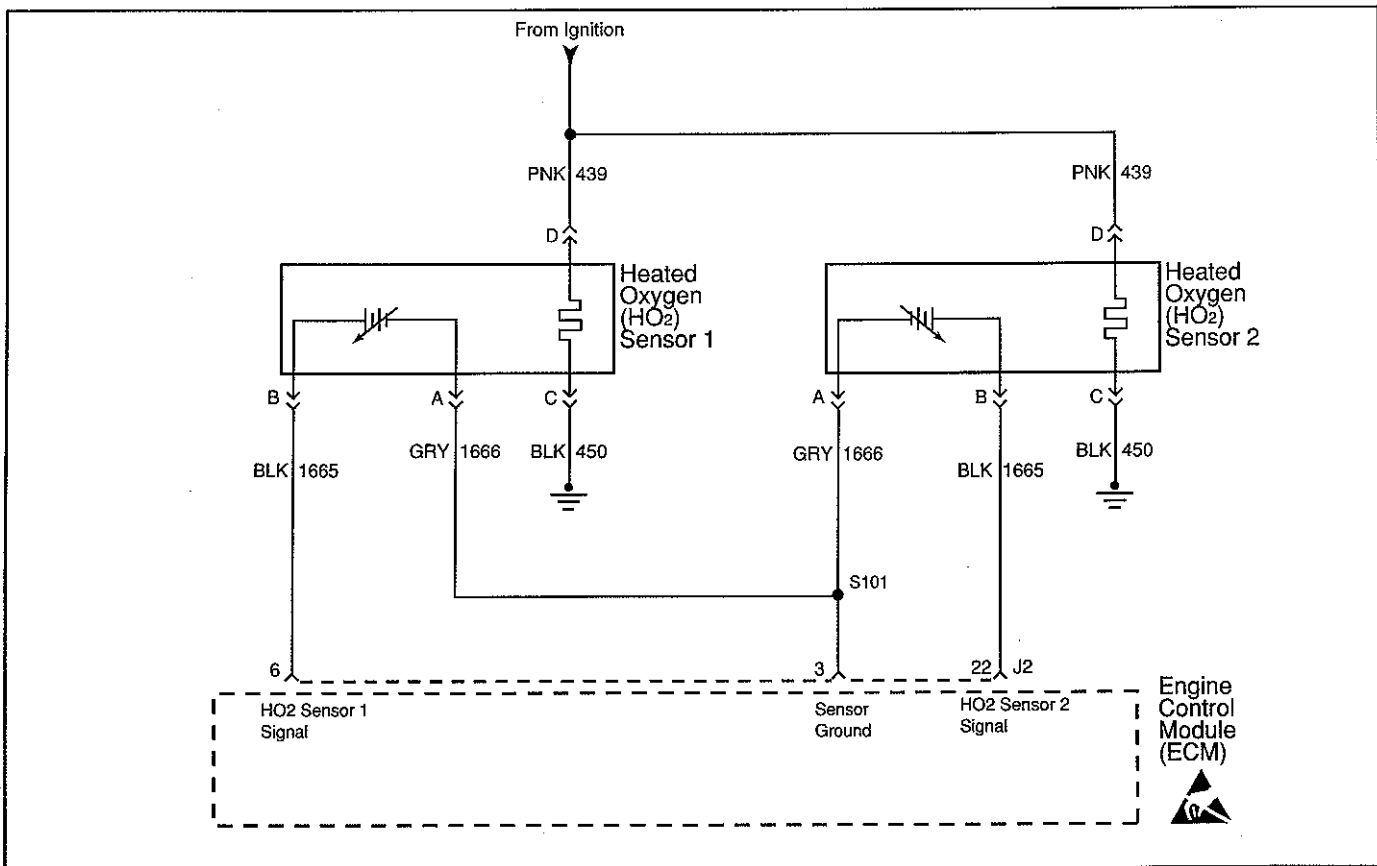 From Ignition
PNK 439
PNK 439
D
D
Heated
Oxygen
(HO2)
Sensor 1
Heated
Oxygen
(HO2)
Sensor 2
B
A
C
A
B
C
BLK 1665
GRY 1666
BLK 450
GRY 1666
BLK 1665
BLK 450
S101
6
3
22
J2
HO2 Sensor 1
Signal
Sensor
Ground
HO2 Sensor 2
Signal
Engine
Control
Module
(ECM)